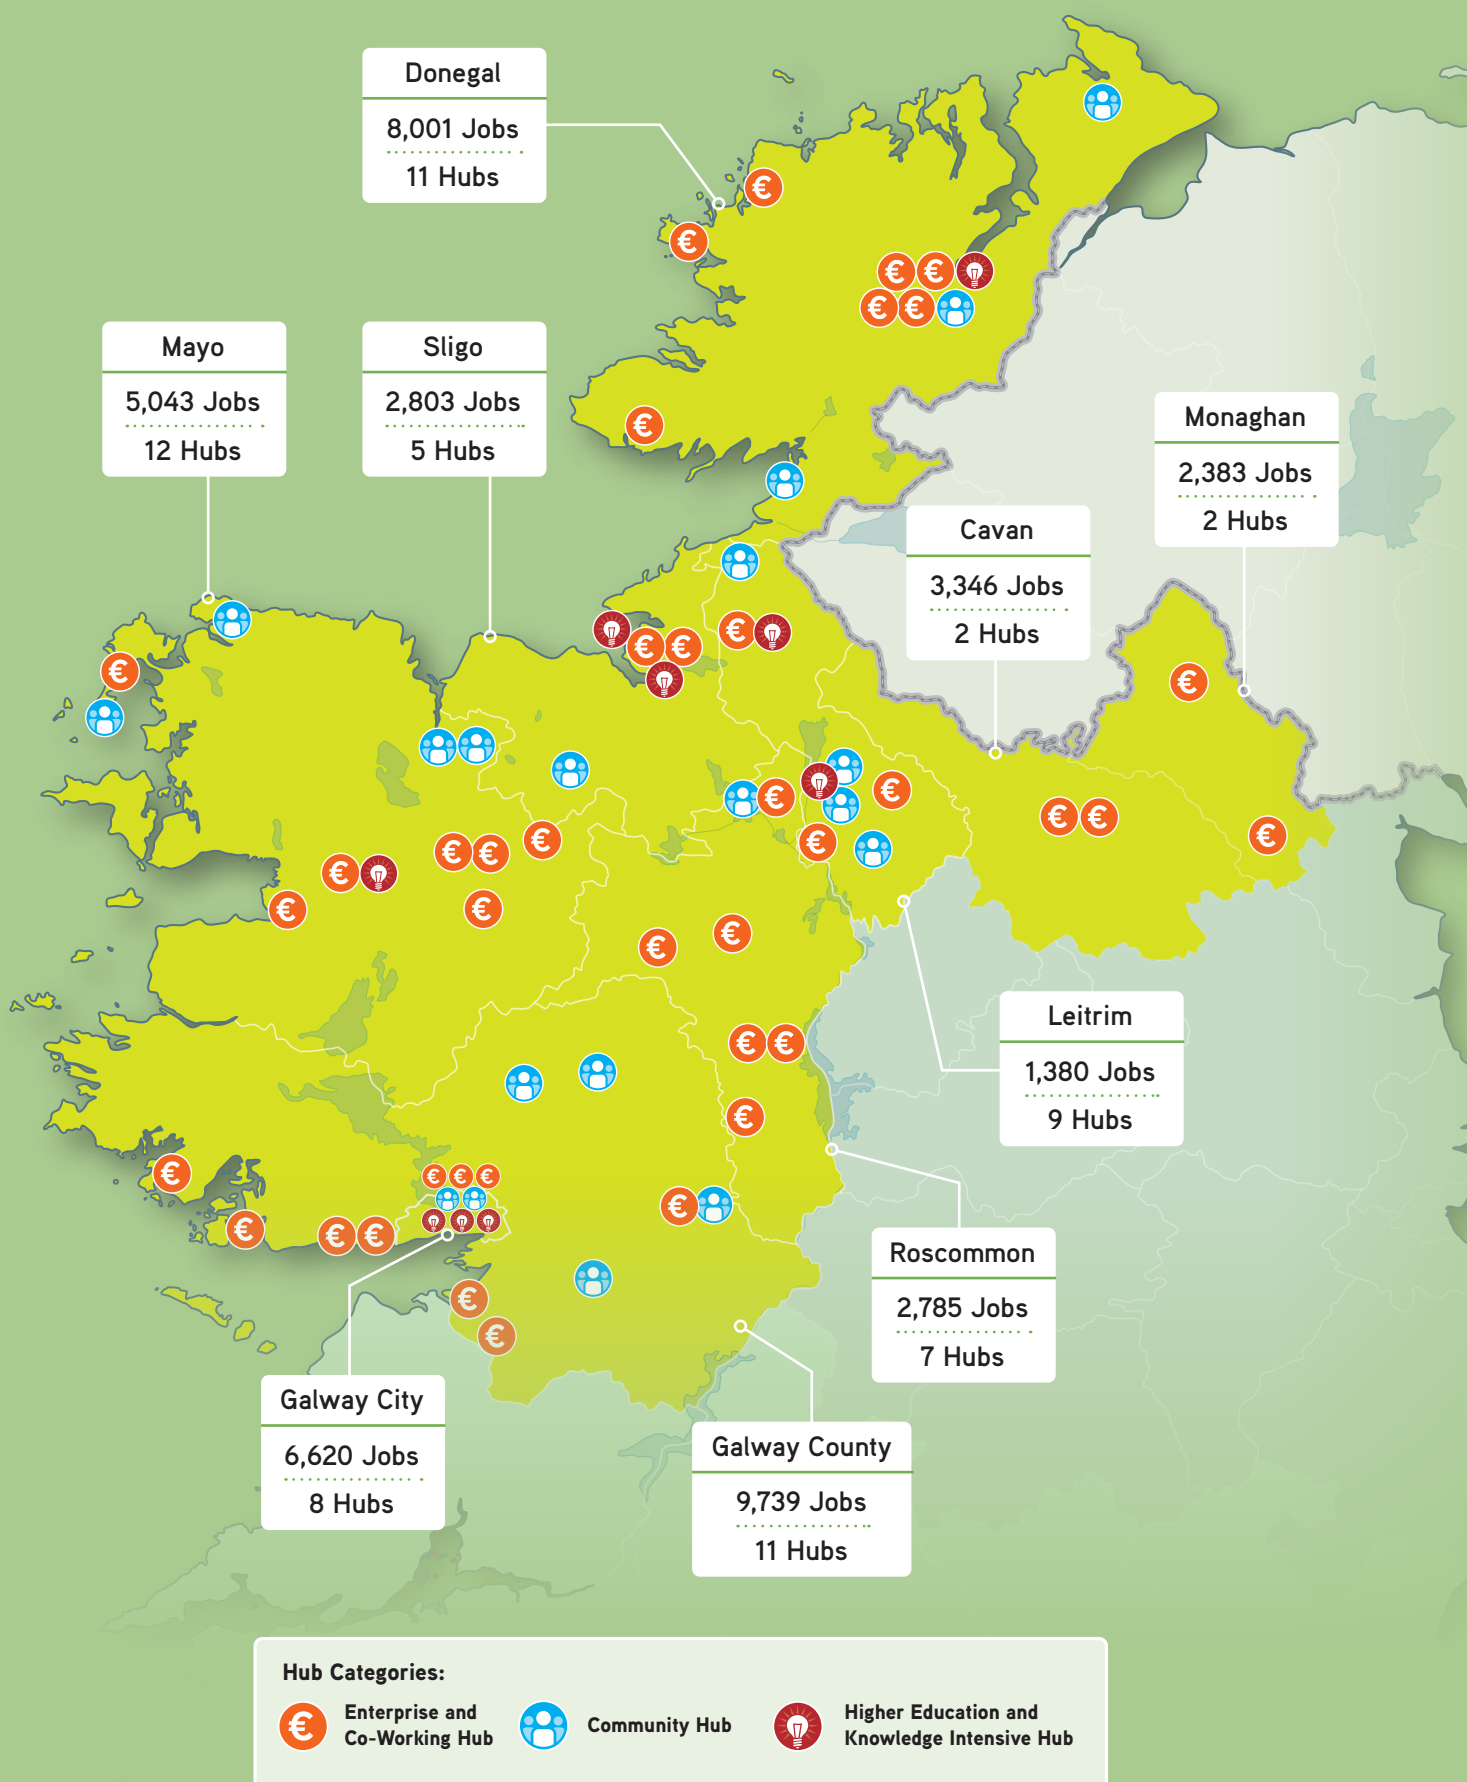 Donegal
8,001 Jobs
11 Hubs
Mayo
5,043 Jobs
12 Hubs
Sligo
2,803 Jobs
5 Hubs
Monaghan
2,383 Jobs
2 Hubs
Cavan
3,346 Jobs
2 Hubs
Leitrim
1,380 Jobs
9 Hubs
Roscommon
2,785 Jobs
7 Hubs
Galway City
6,620 Jobs
8 Hubs
Galway County
9,739 Jobs
11 Hubs
Hub Categories:
Enterprise and
Co-Working Hub
Community Hub
Higher Education and
Knowledge Intensive Hub